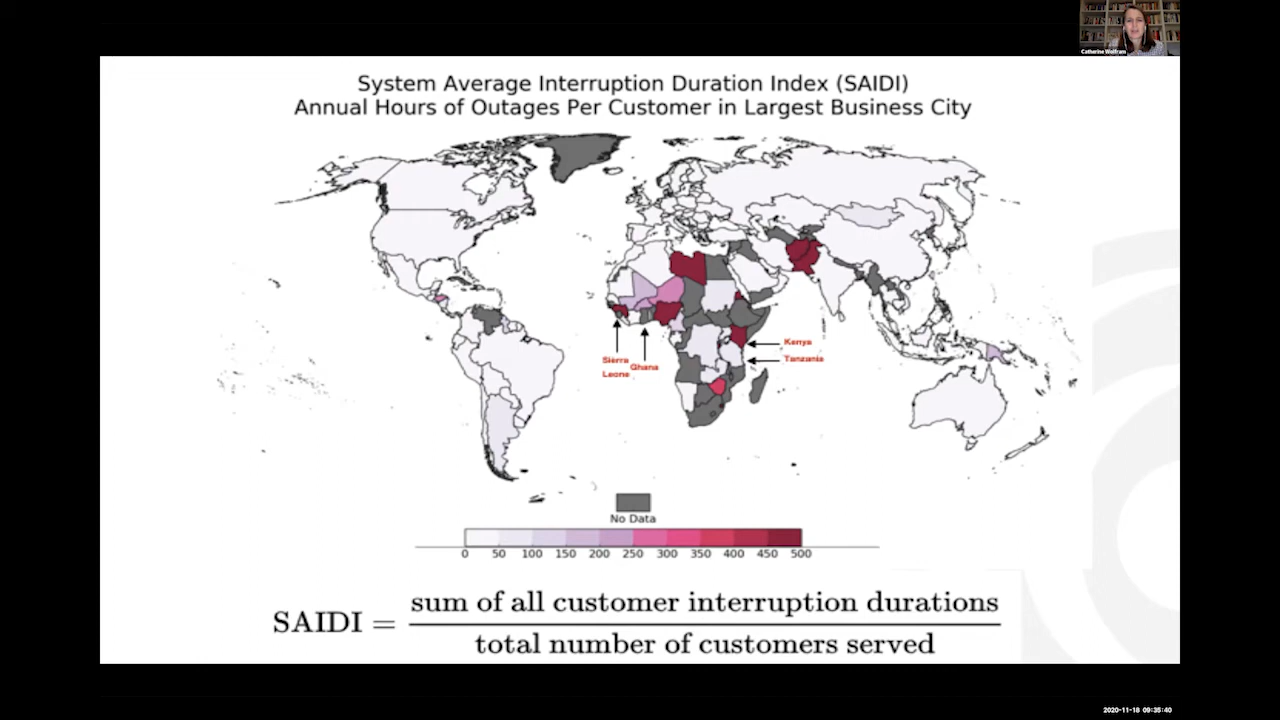 Catherine Wolfram
System Average Interruption Duration Index (SAIDI)
Annual Hours of Outages Per Customer in Largest Business City
Kenya
Tanzania
Sierra
Leone
Ghana
No Data
0 50 100 150 200 250 300 350 400 450 500
SAIDI = sum of all customer interruption durations
total number of customers served
2020-11-18 09:35:40